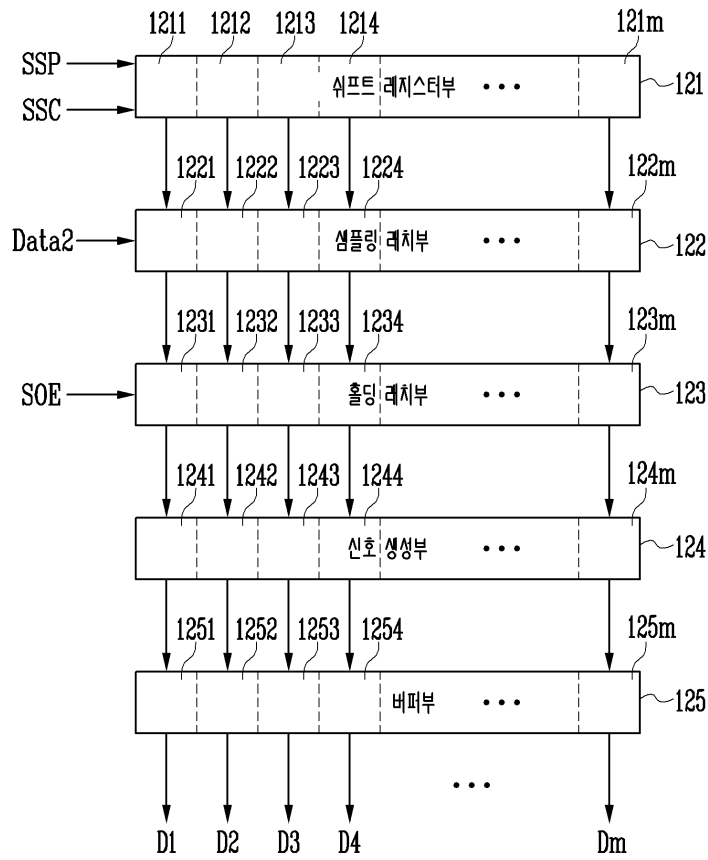 1211 1212 1213 1214 121m
SSP
쉬프트 레지스터부 ••• 121
SSC
1221 1222 1223 1224 122m
Data2 샘플링 래치부 ••• 122
1231 1232 1233 1234 123m
SOE 홀딩 래치부 ••• 123
1241 1242 1243 1244 124m
신호 생성부 ••• 124
1251 1252 1253 1254 125m
버퍼부 ••• 125
•••
D1 D2 D3 D4 Dm